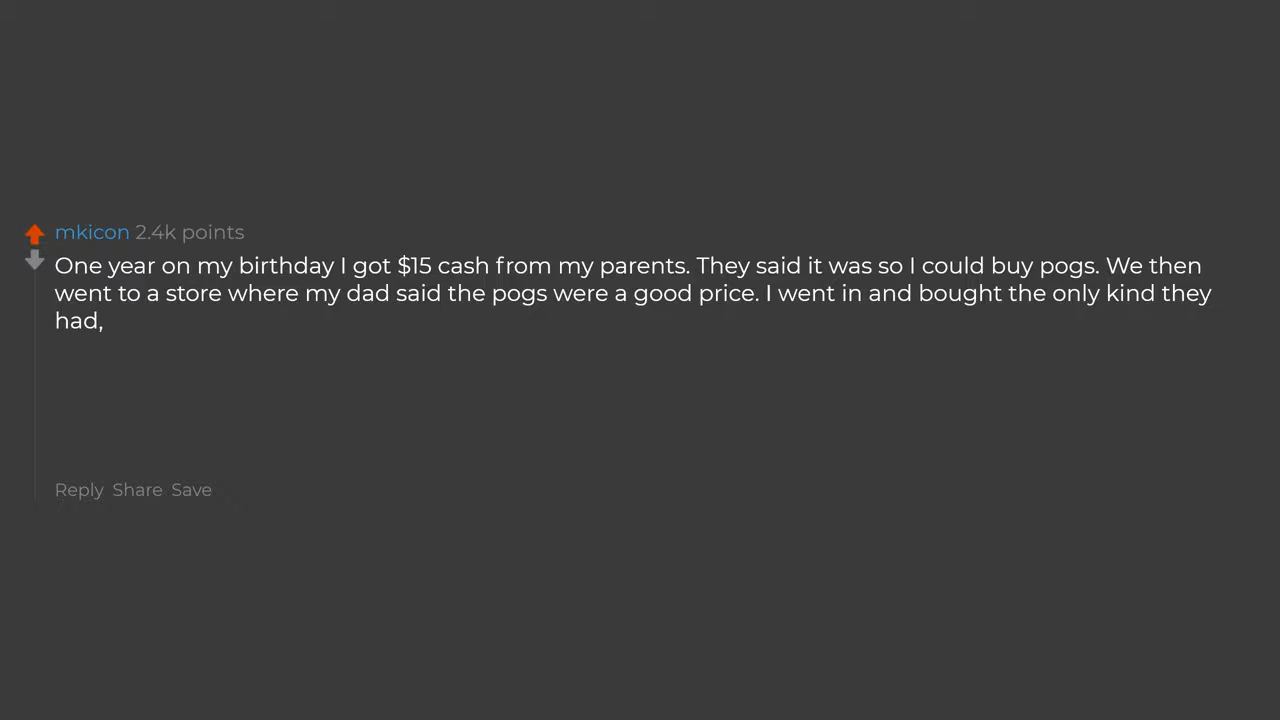 mkicon 2.4k points
One year on my birthday I got $15 cash from my parents. They said it was so I could buy pogs. We then
went to a store where my dad said the pogs were a good price. I went in and bought the only kind they
had,
Reply Share Save